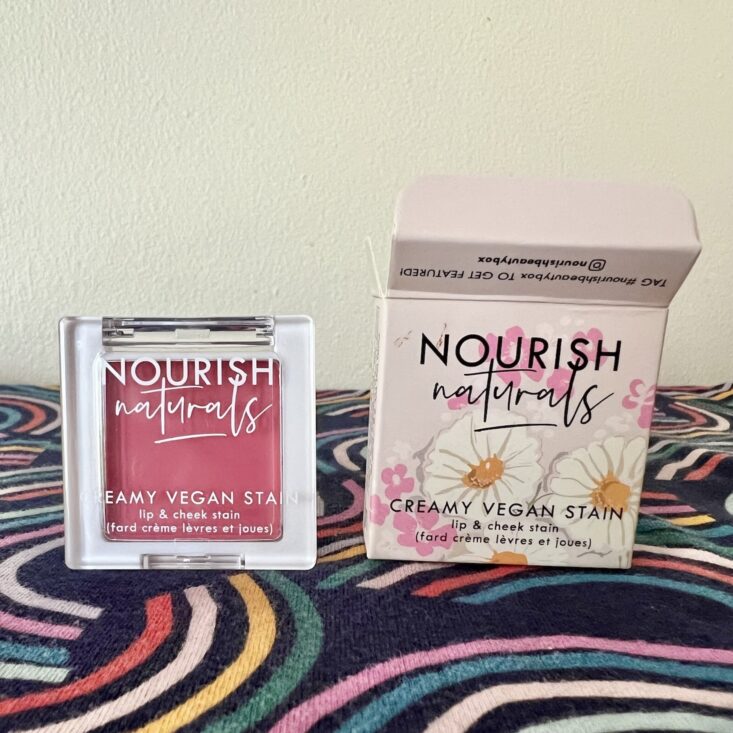 NOURISH
naturals
CREAMY VEGAN STAIN
lip & cheek stain
(fard crème lèvres et joues)
TAG #nourishbeautybox TO GET FEATURED!
nourishbeautybox
NOURISH
naturals
CREAMY VEGAN STAIN
lip & cheek stain
(fard crème lèvres et joues)